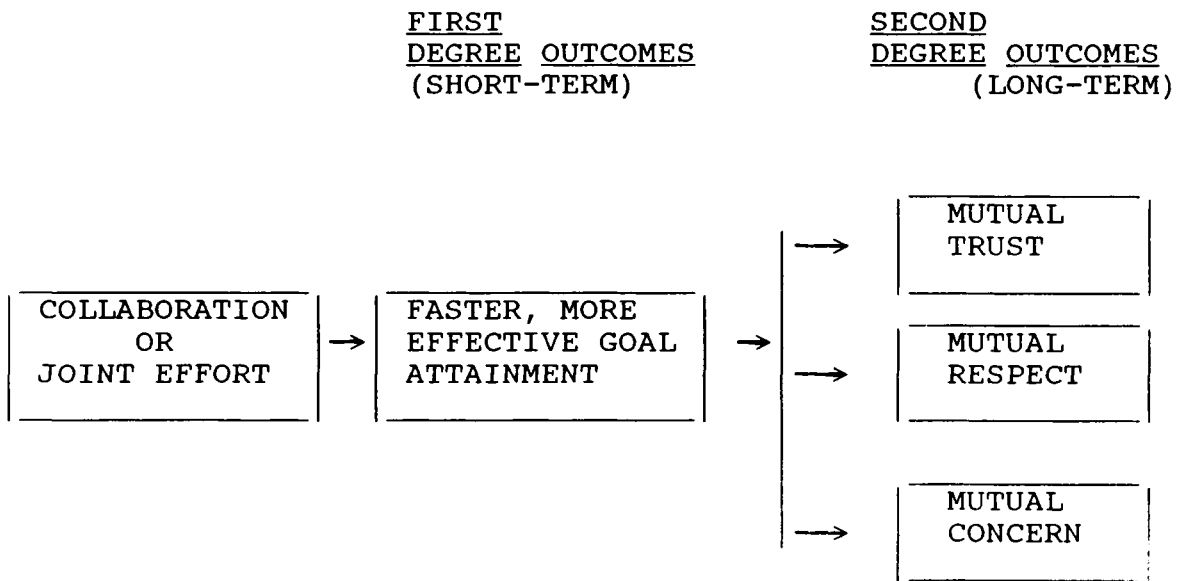 FIRST
DEGREE OUTCOMES
(SHORT-TERM)
SECOND
DEGREE OUTCOMES
(LONG-TERM)
COLLABORATION
OR
JOINT EFFORT
FASTER, MORE
EFFECTIVE GOAL
ATTAINMENT
MUTUAL
TRUST
MUTUAL
RESPECT
MUTUAL
CONCERN